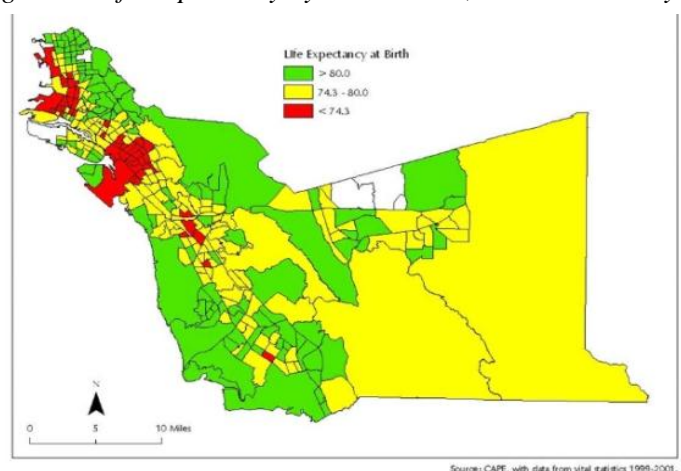 Life Expectancy at Birth
> 80.0
74.3 - 80.0
< 74.3
N
0 5 10 Miles
Source: CAPE, with data from vital statistics 1999-2001.